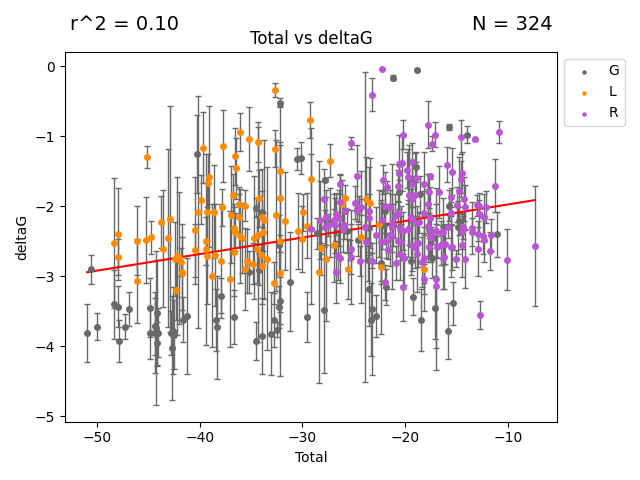 r^2 = 0.10
N = 324
Total vs deltaG
G
L
R
deltaG
0
−1
−2
−3
−4
−5
−50
−40
−30
−20
−10
Total